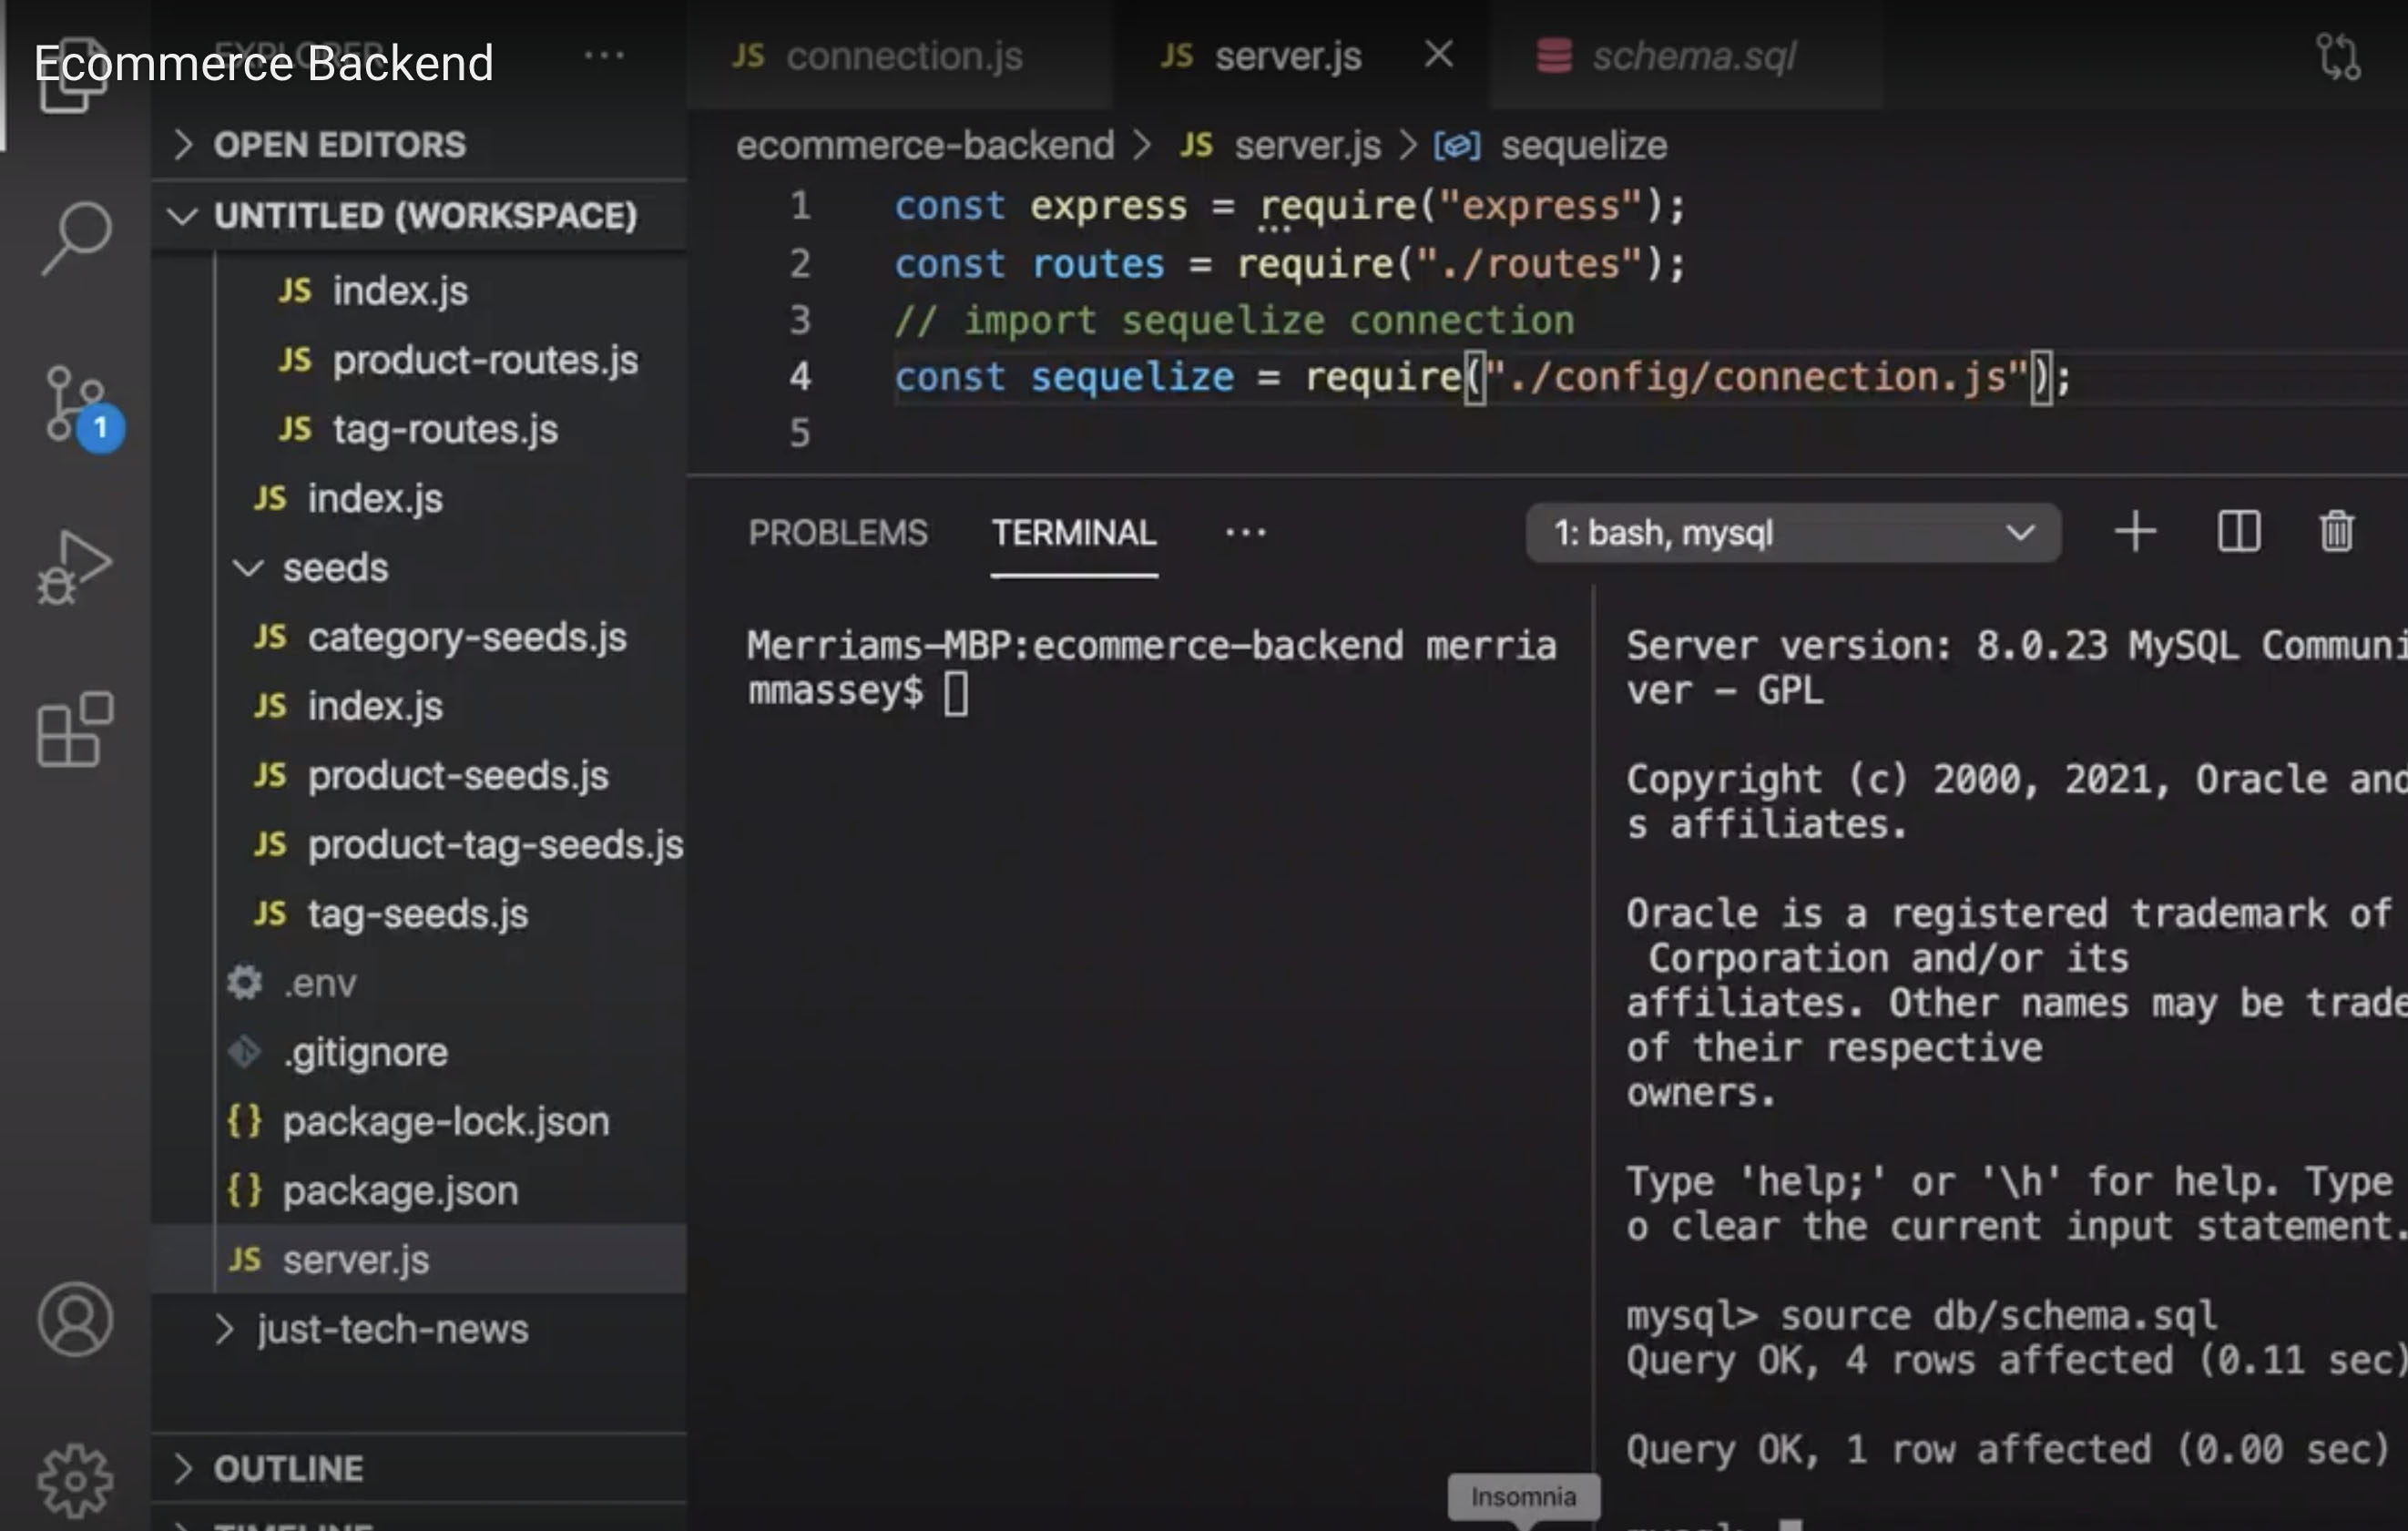 Ecommerce Backend
EXPLORER
connection.js
server.js
schema.sql
OPEN EDITORS
UNTITLED (WORKSPACE)
JS index.js
JS product-routes.js
JS tag-routes.js
JS index.js
seeds
JS category-seeds.js
JS index.js
JS product-seeds.js
JS product-tag-seeds.js
JS tag-seeds.js
.env
.gitignore
{} package-lock.json
{} package.json
JS server.js
just-tech-news
OUTLINE
TIMELINE
1
ecommerce-backend > JS server.js > sequelize
1 const express = require("express");
2 const routes = require("./routes");
3 // import sequelize connection
4 const sequelize = require("./config/connection.js");
5
PROBLEMS TERMINAL ... 1: bash, mysql
Merriams-MBP:ecommerce-backend merria
mmassey$
Server version: 8.0.23 MySQL Communi
ver - GPL
Copyright (c) 2000, 2021, Oracle and
s affiliates.
Oracle is a registered trademark of
Corporation and/or its
affiliates. Other names may be trade
of their respective
owners.
Type 'help;' or '\h' for help. Type
o clear the current input statement.
mysql> source db/schema.sql
Query OK, 4 rows affected (0.11 sec)
Query OK, 1 row affected (0.00 sec)
mysql>
Insomnia